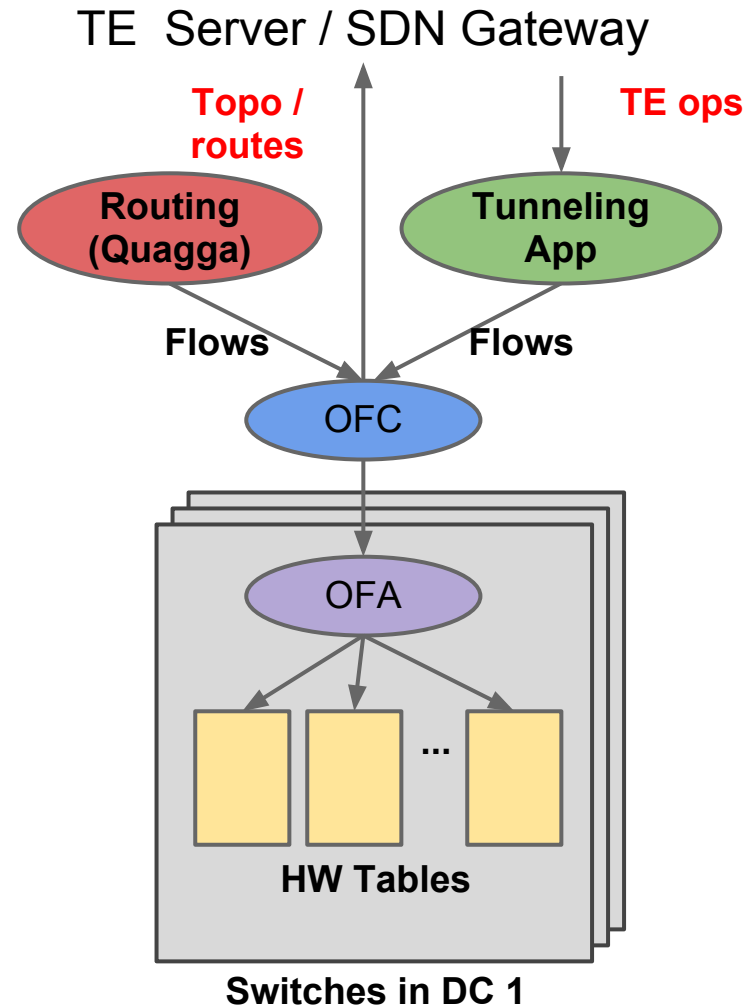 TE Server / SDN Gateway
Topo /
routes
TE ops
Routing
(Quagga)
Tunneling
App
Flows
Flows
OFC
OFA
...
HW Tables
Switches in DC 1